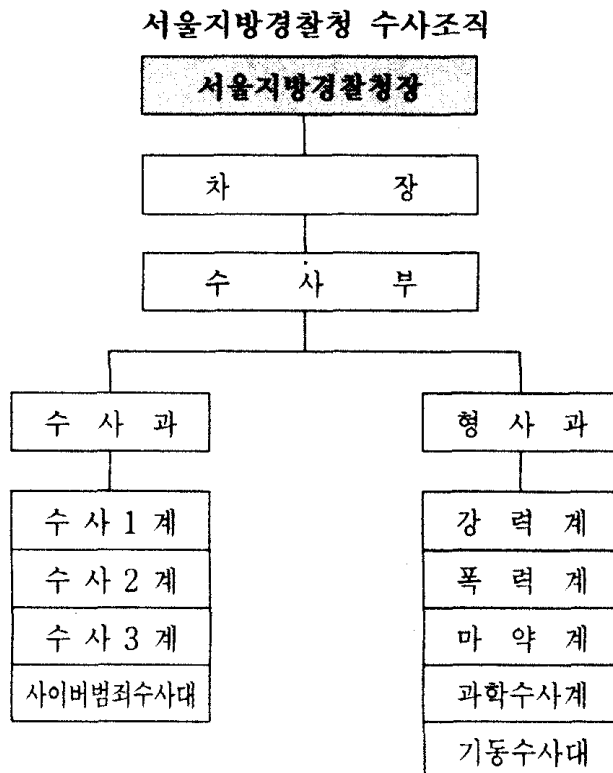 서울지방경찰청 수사조직
서울지방경찰청장
차 장
수 사 부
수 사 과
형 사 과
수 사 1 계
수 사 2 계
수 사 3 계
사이버범죄수사대
강 력 계
폭 력 계
마 약 계
과학수사계
기동수사대